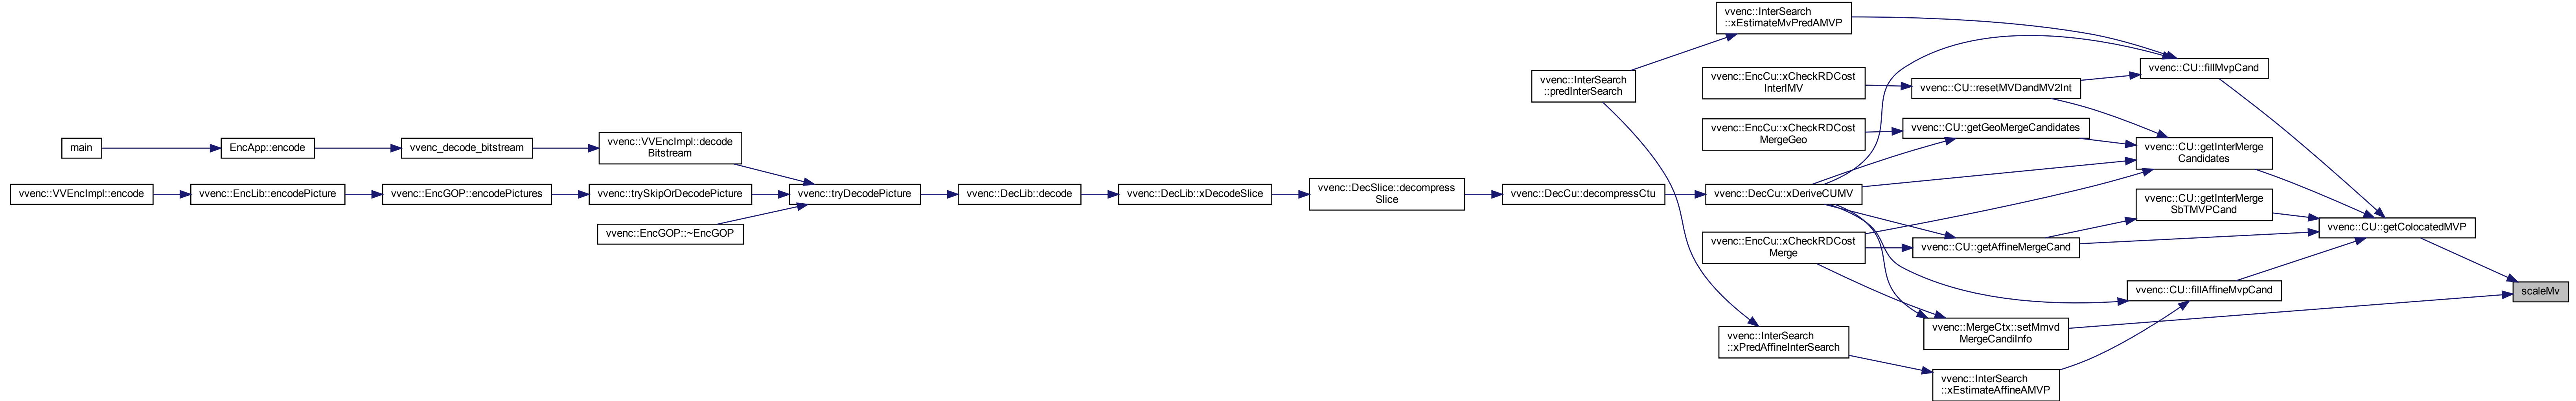 main
EncApp::encode
vvenc_decode_bitstream
vvenc::VVEncImpl::decode
Bitstream
vvenc::VVEncImpl::encode
vvenc::EncLib::encodePicture
vvenc::EncGOP::encodePictures
vvenc::trySkipOrDecodePicture
vvenc::EncGOP::~EncGOP
vvenc::tryDecodePicture
vvenc::DecLib::decode
vvenc::DecLib::xDecodeSlice
vvenc::DecSlice::decompress
Slice
vvenc::DecCu::decompressCtu
vvenc::InterSearch
::predInterSearch
vvenc::InterSearch
::xEstimateMvPredAMVP
vvenc::EncCu::xCheckRDCost
InterIMV
vvenc::EncCu::xCheckRDCost
MergeGeo
vvenc::DecCu::xDeriveCUMV
vvenc::EncCu::xCheckRDCost
Merge
vvenc::InterSearch
::xPredAffineInterSearch
vvenc::CU::resetMVDandMV2Int
vvenc::CU::getGeoMergeCandidates
vvenc::CU::getAffineMergeCand
vvenc::MergeCtx::setMmvd
MergeCandiInfo
vvenc::InterSearch
::xEstimateAffineAMVP
vvenc::CU::fillMvpCand
vvenc::CU::getInterMerge
Candidates
vvenc::CU::getInterMerge
SbTMVPCand
vvenc::CU::fillAffineMvpCand
vvenc::CU::getColocatedMVP
scaleMv